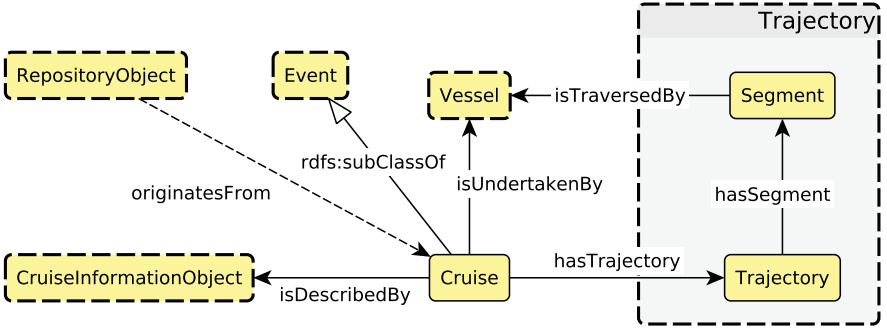 Trajectory
RepositoryObject
Event
Vessel
isTraversedBy
Segment
rdfs:subClassOf
originatesFrom
isUndertakenBy
hasSegment
hasTrajectory
CruiseInformationObject
isDescribedBy
Cruise
Trajectory